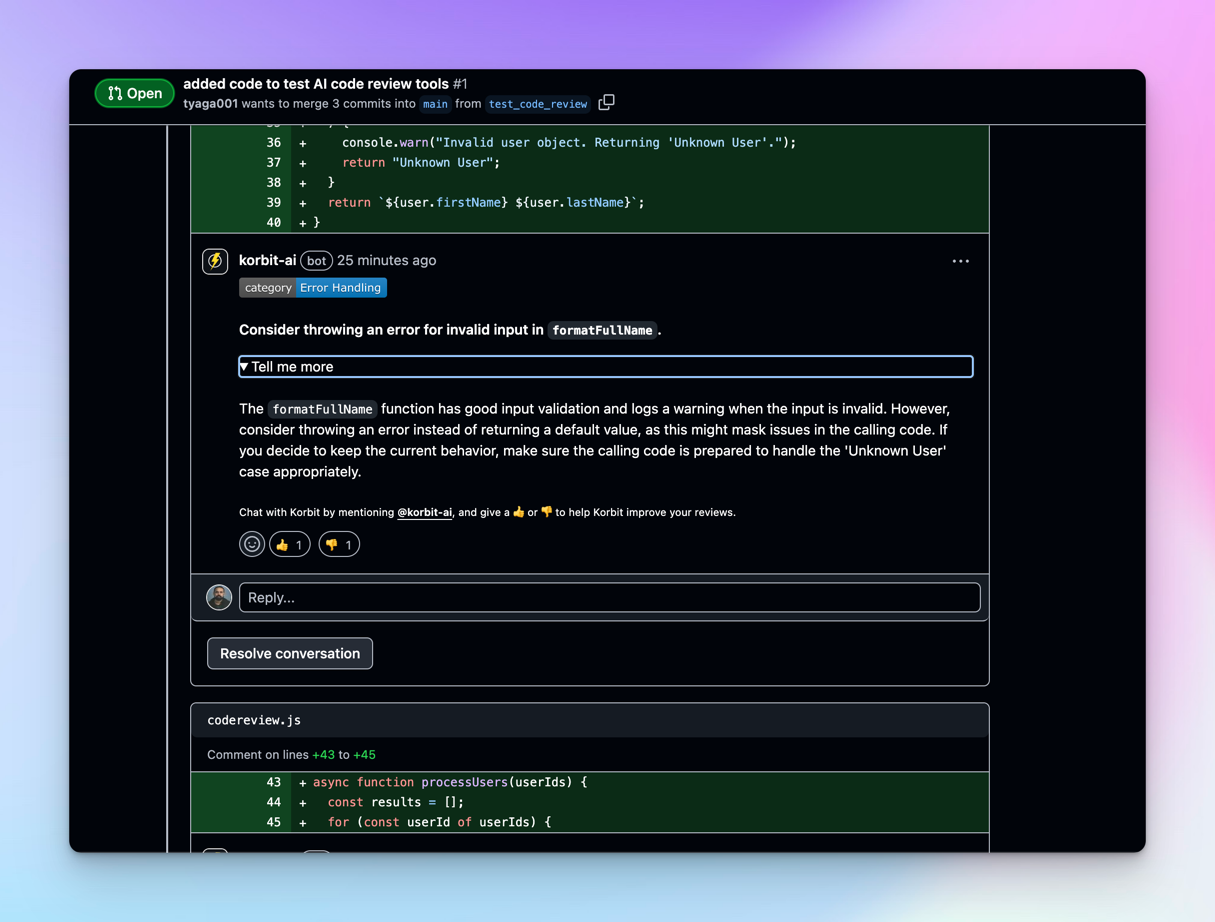 Open
added code to test AI code review tools #1
tyaga001 wants to merge 3 commits into main from test_code_review
36 + console.warn("Invalid user object. Returning 'Unknown User'.");
37 + return "Unknown User";
38 + }
39 + return `${user.firstName} ${user.lastName}`;
40 + }
korbit-ai bot 25 minutes ago
category Error Handling
Consider throwing an error for invalid input in formatFullName.
▼ Tell me more
The formatFullName function has good input validation and logs a warning when the input is invalid. However,
consider throwing an error instead of returning a default value, as this might mask issues in the calling code. If
you decide to keep the current behavior, make sure the calling code is prepared to handle the 'Unknown User'
case appropriately.
Chat with Korbit by mentioning @korbit-ai, and give a 👍 or 👎 to help Korbit improve your reviews.
👍 1 👎 1
Reply...
Resolve conversation
codereview.js
Comment on lines +43 to +45
43 + async function processUsers(userIds) {
44 + const results = [];
45 + for (const userId of userIds) {